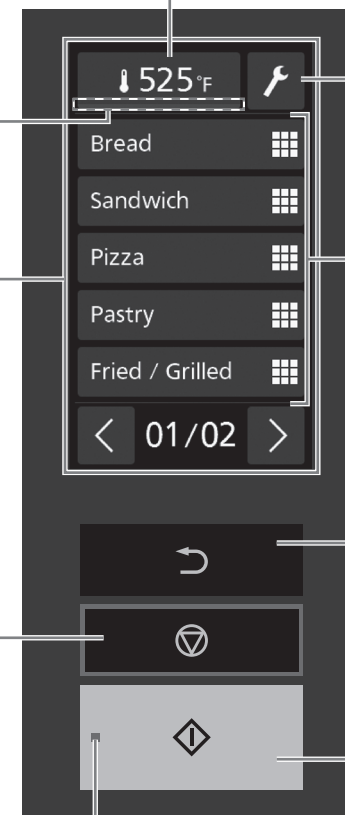 525°F
Bread
Sandwich
Pizza
Pastry
Fried / Grilled
01/02